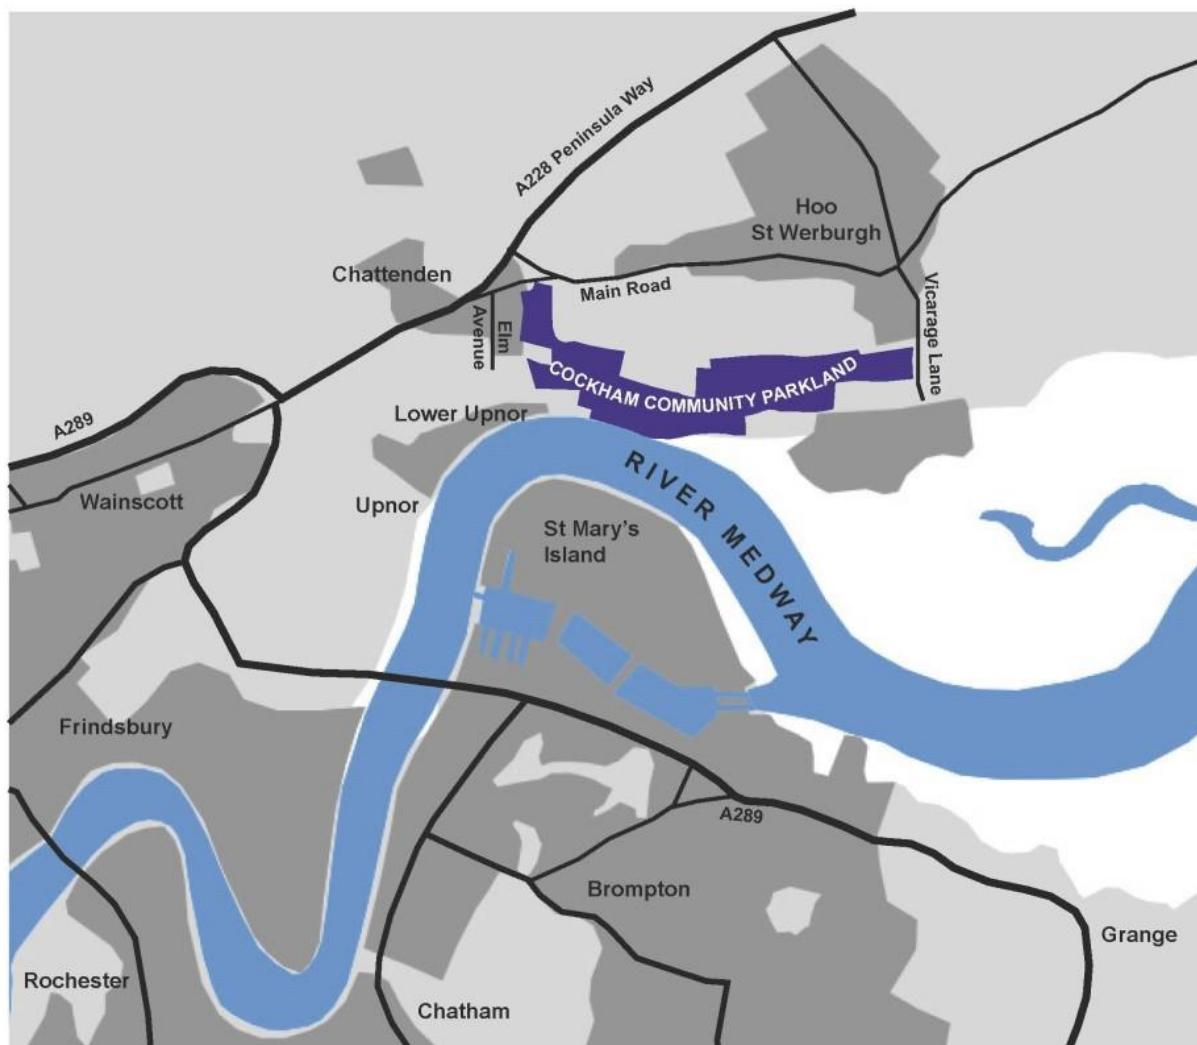 A228 Peninsula Way
Hoo
St Werburgh
Chattenden
Main Road
Vicarage Lane
Elm
Avenue
COCKHAM COMMUNITY PARKLAND
Lower Upnor
A289
RIVER MEDWAY
Wainscott
Upnor
St Mary's
Island
Frindsbury
A289
Brompton
Grange
Rochester
Chatham